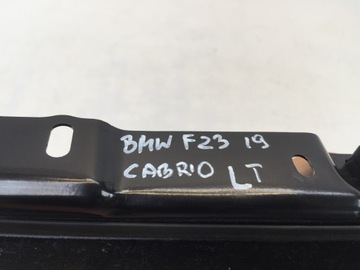 BMW F23 19
CABRIO LT